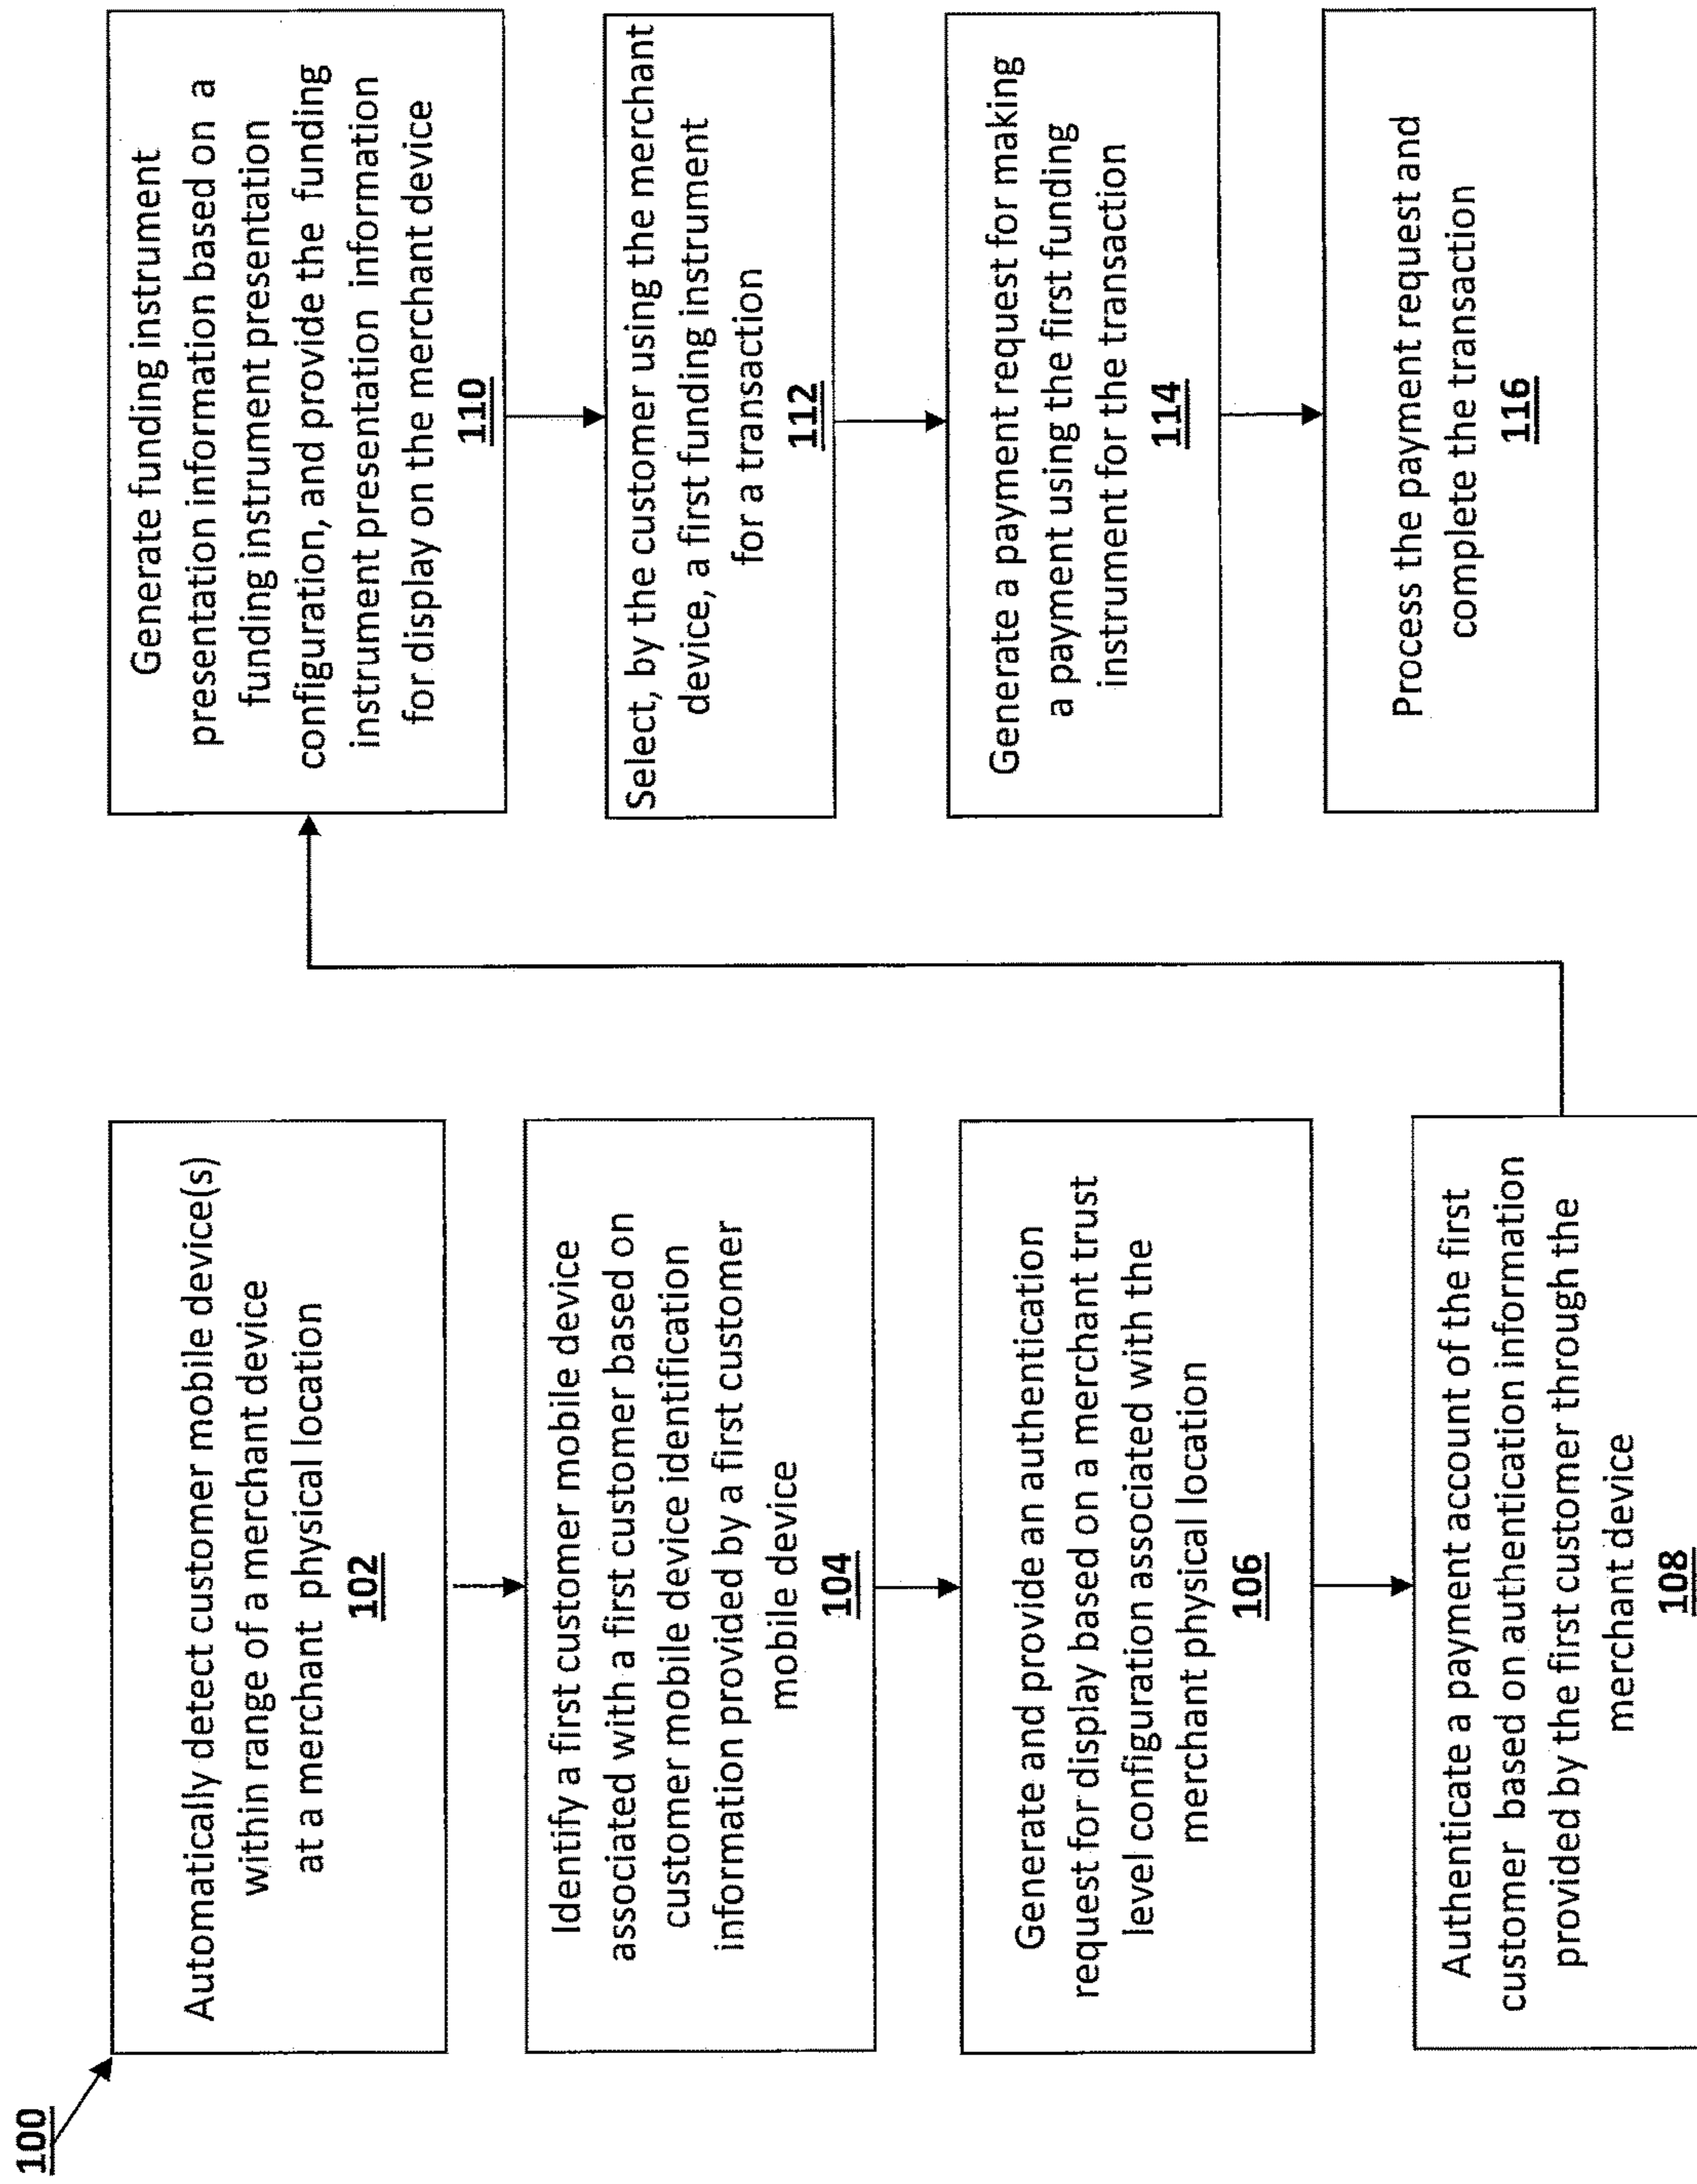 100
Automatically detect customer mobile device(s)
within range of a merchant device
at a merchant physical location
102
Identify a first customer mobile device
associated with a first customer based on
customer mobile device identification
information provided by a first customer
mobile device
104
Generate and provide an authentication
request for display based on a merchant trust
level configuration associated with the
merchant physical location
106
Authenticate a payment account of the first
customer based on authentication information
provided by the first customer through the
merchant device
108
Generate funding instrument
presentation information based on a
funding instrument presentation
configuration, and provide the funding
instrument presentation information
for display on the merchant device
110
Select, by the customer using the merchant
device, a first funding instrument
for a transaction
112
Generate a payment request for making
a payment using the first funding
instrument for the transaction
114
Process the payment request and
complete the transaction
116